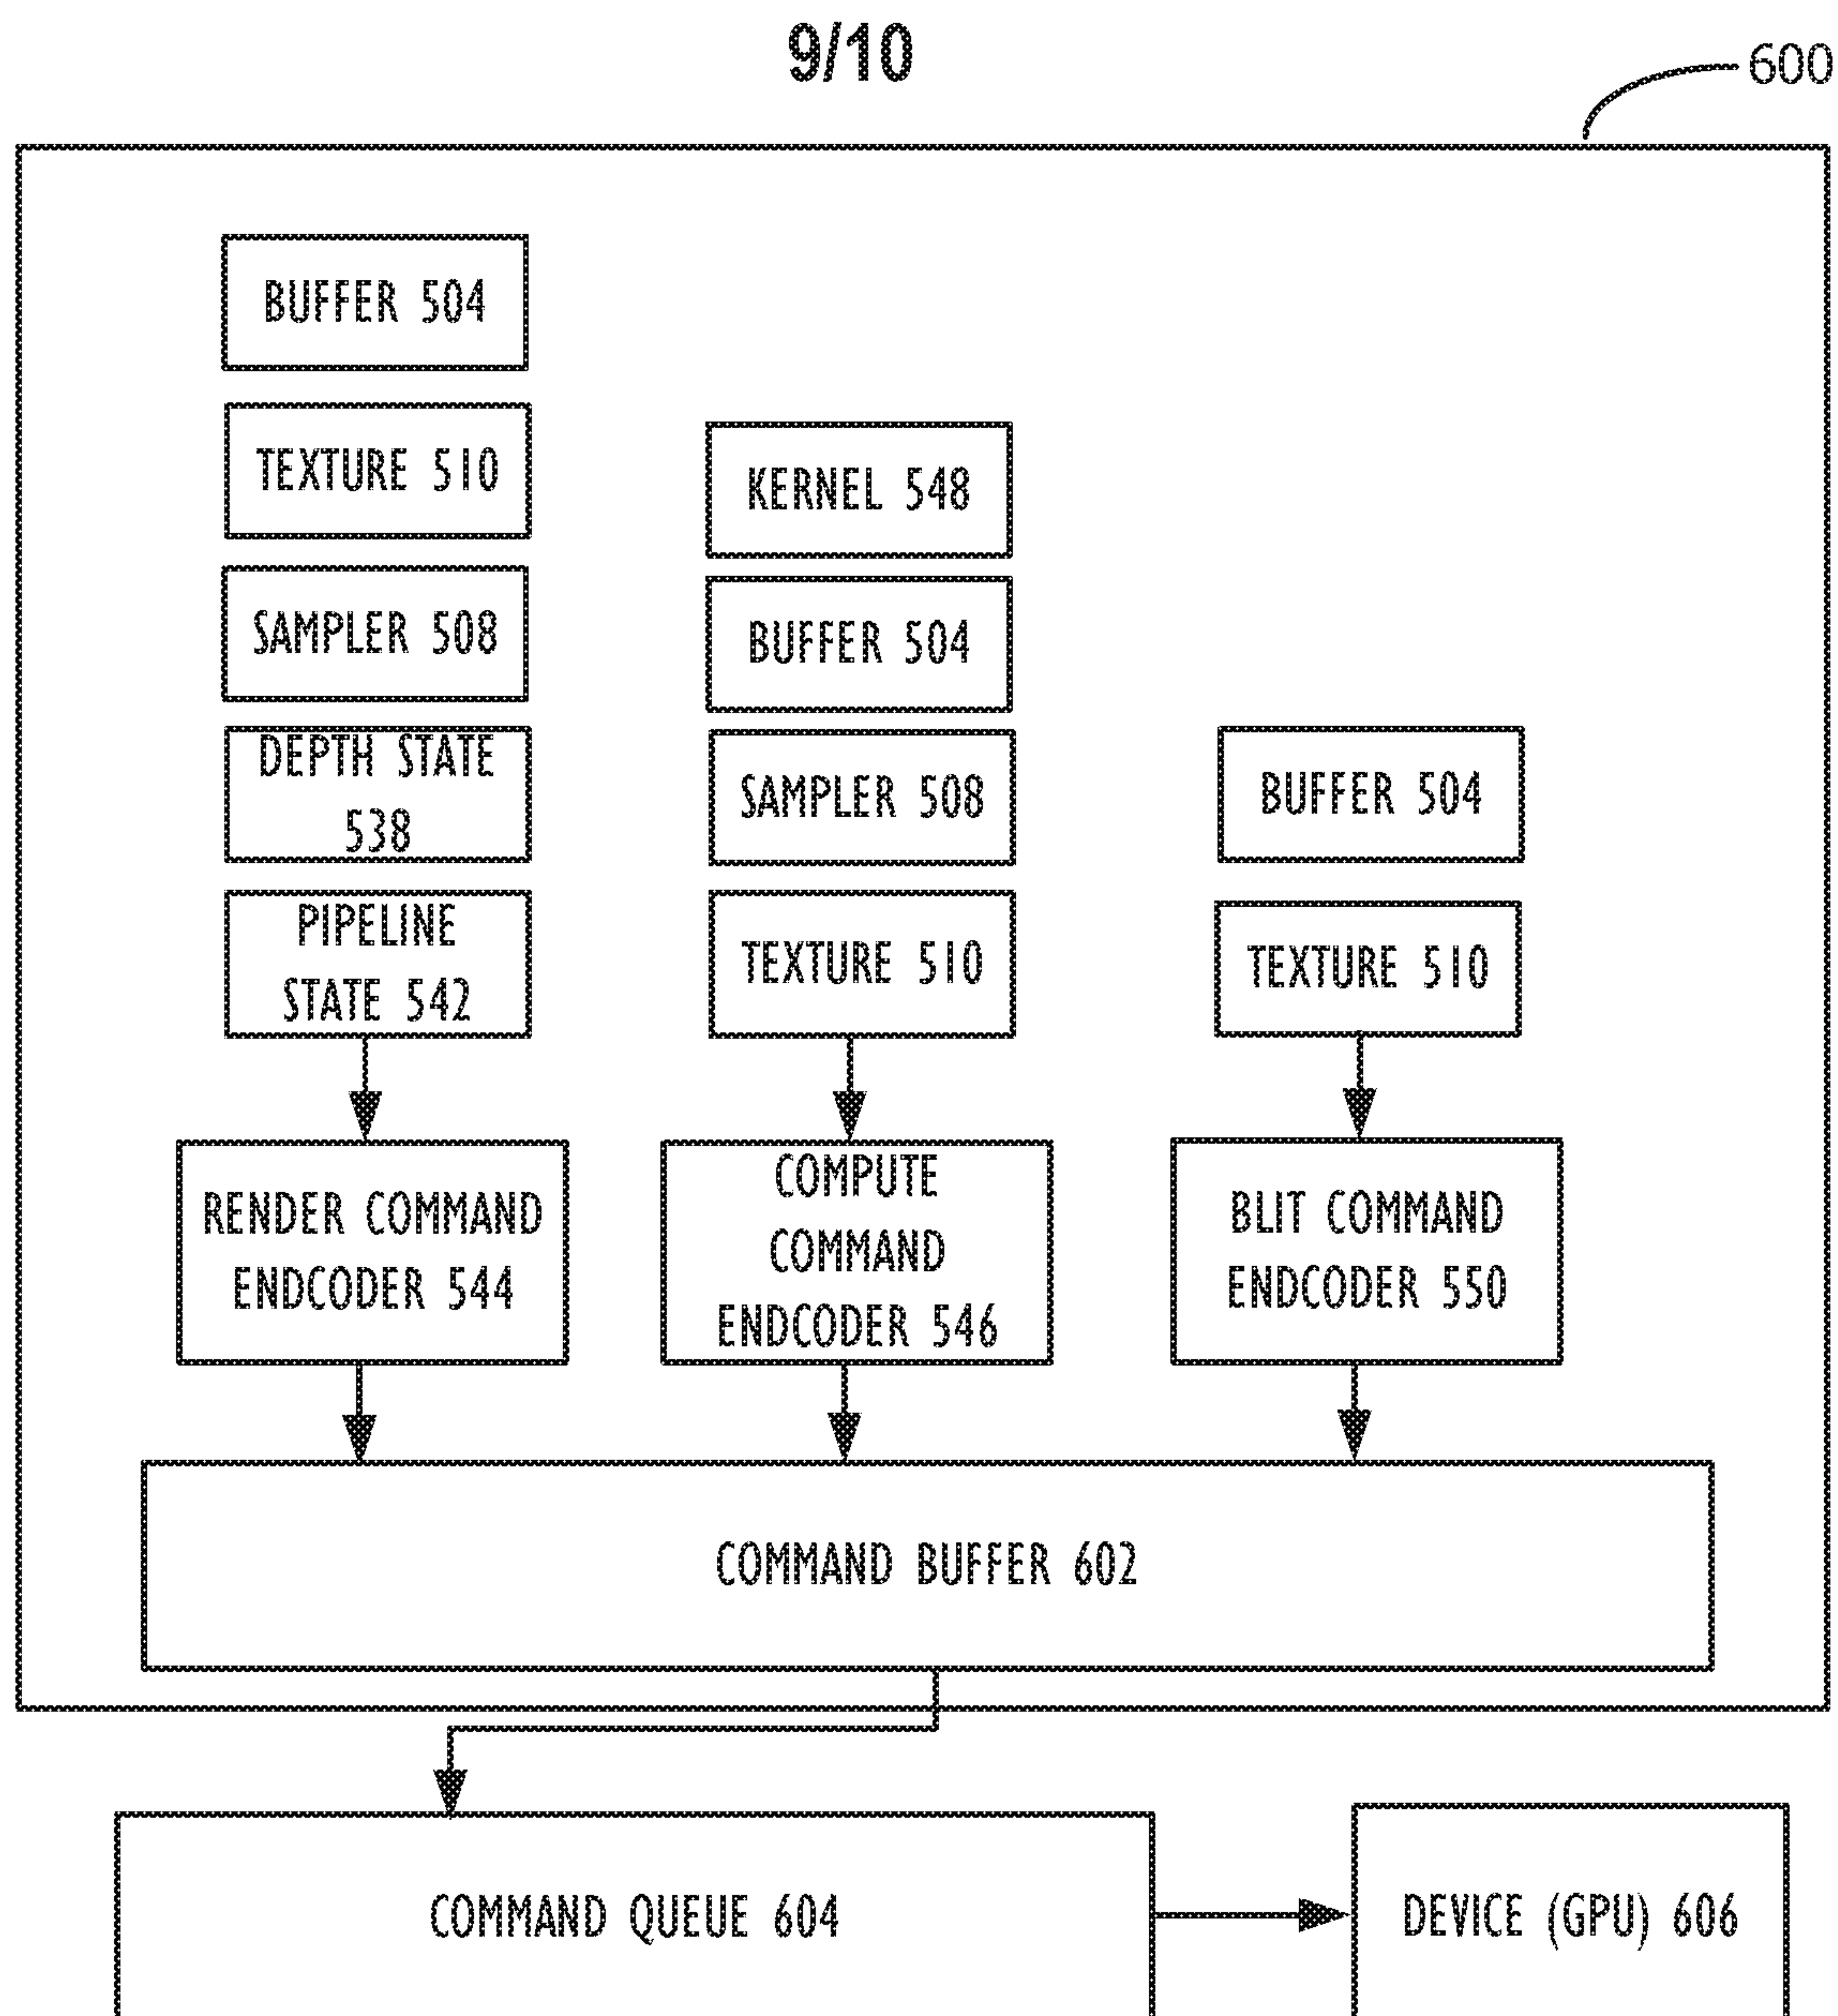 9/10
600
BUFFER 504
TEXTURE 510
SAMPLER 508
DEPTH STATE
538
PIPELINE
STATE 542
KERNEL 548
BUFFER 504
SAMPLER 508
TEXTURE 510
BUFFER 504
TEXTURE 510
RENDER COMMAND
ENDCODER 544
COMPUTE
COMMAND
ENDCODER 546
BLIT COMMAND
ENDCODER 550
COMMAND BUFFER 602
COMMAND QUEUE 604
DEVICE (GPU) 606